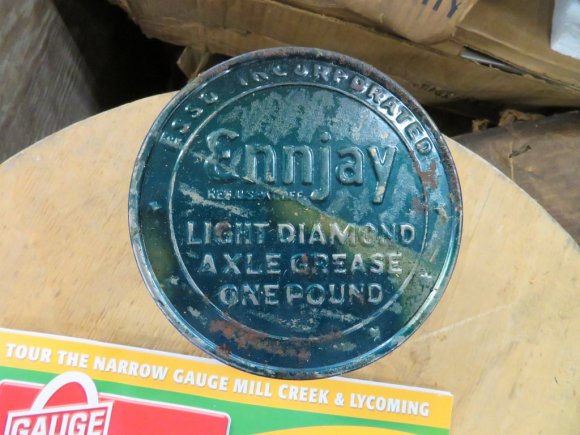 ESSO INCORPORATED
Ennjay
REG. U.S. PAT. OFF.
LIGHT DIAMOND
AXLE GREASE
ONE POUND
TOUR THE NARROW GAUGE MILL CREEK & LYCOMING
GAUGE